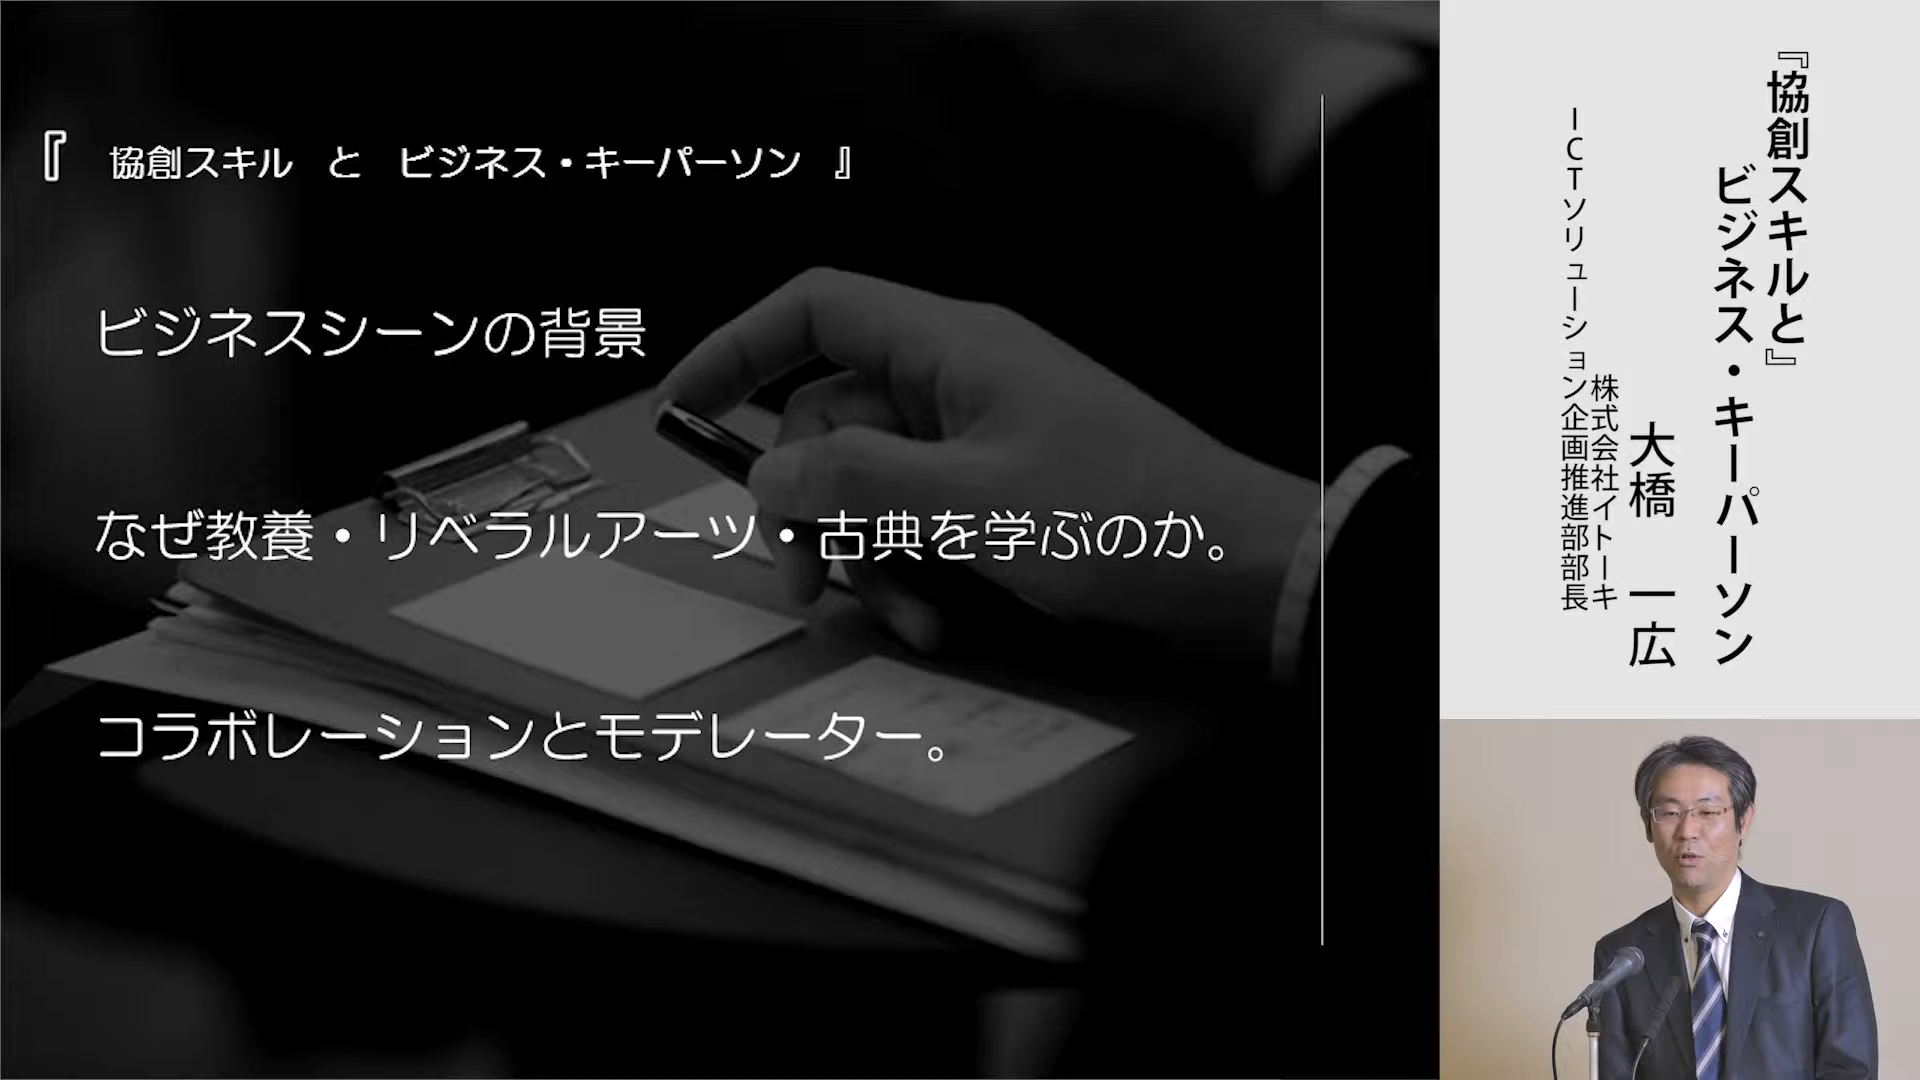 『　協創スキル　と　ビジネス・キーパーソン　』
ビジネスシーンの背景
なぜ教養・リベラルアーツ・古典を学ぶのか。
コラボレーションとモデレーター。
『協創スキルと』
ビジネス・キーパーソン
大橋　一広
株式会社イトーキ
ICTソリューション企画推進部部長